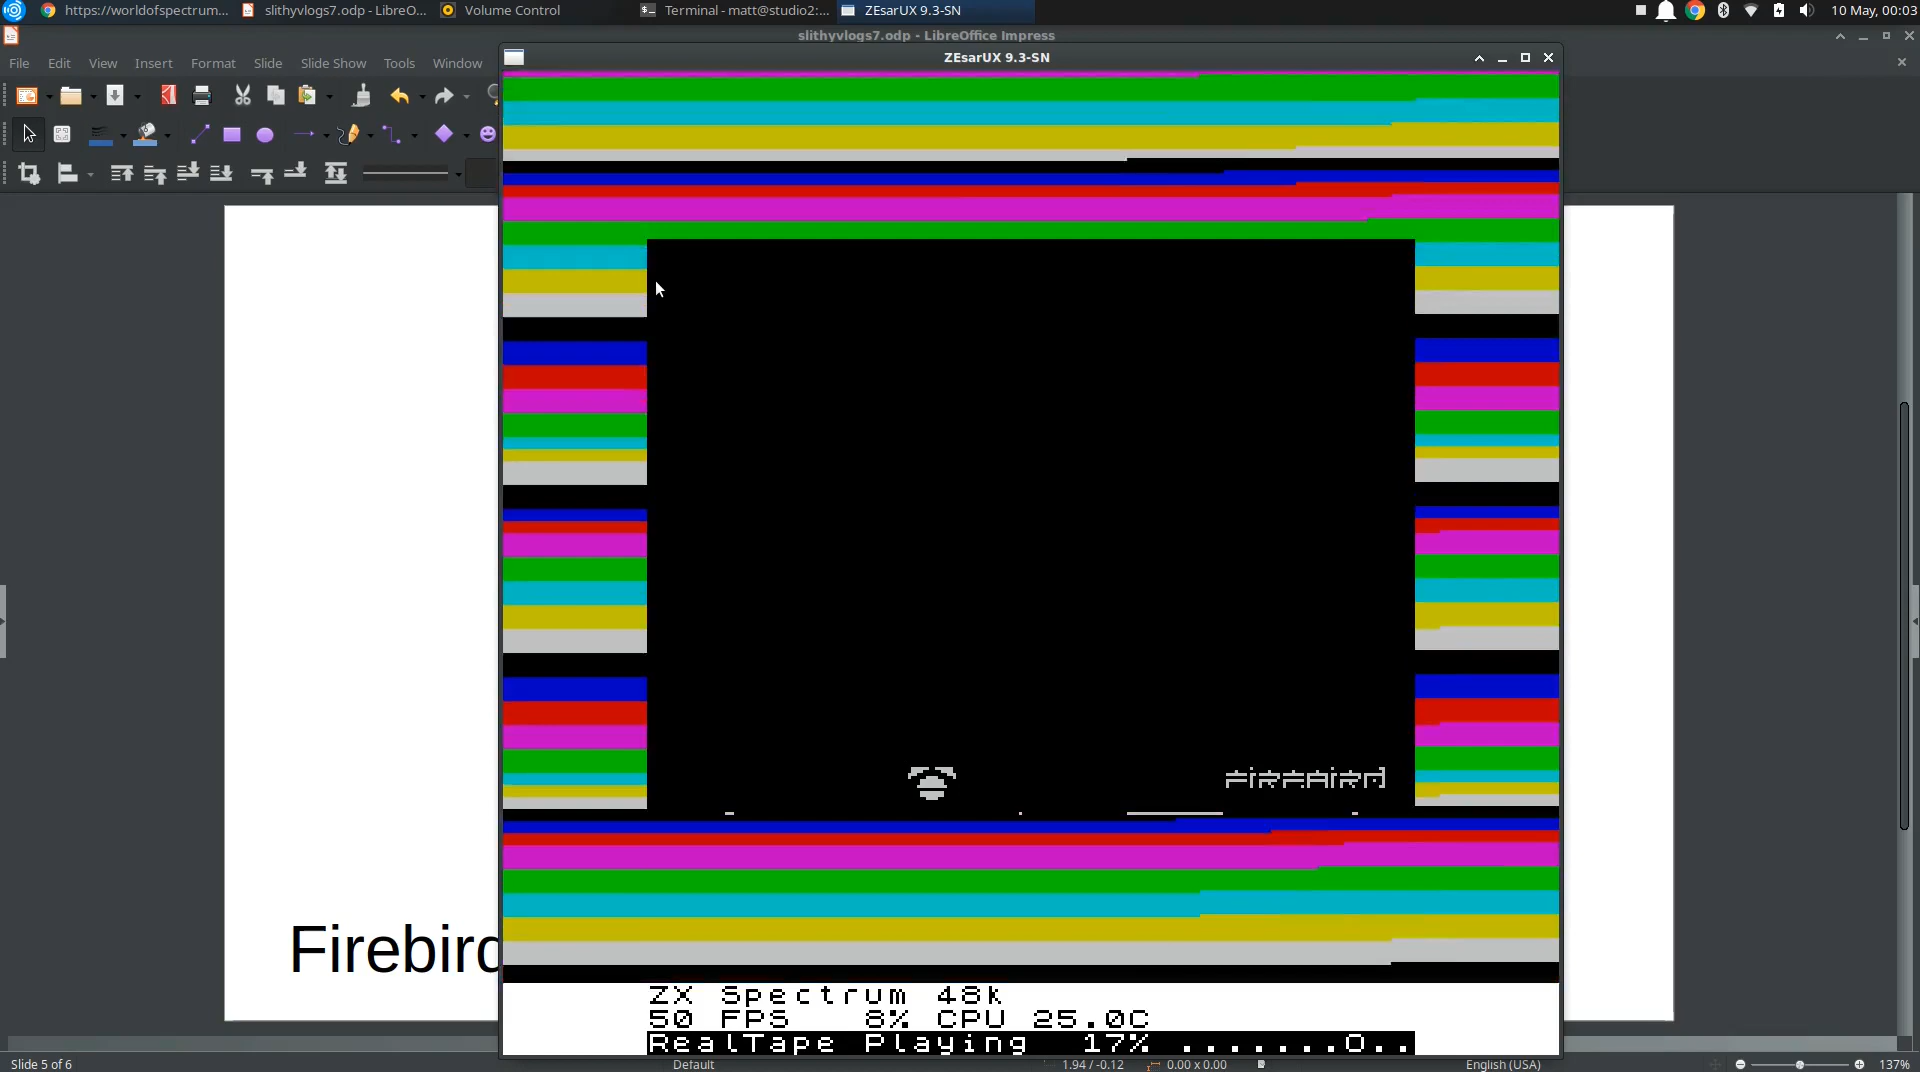 https://worldofspectrum... slithyvlogs7.odp - LibreO... Volume Control Terminal - matt@studio2:... ZEsarUX 9.3-SN 10 May, 00:03
slithyvlogs7.odp - LibreOffice Impress
File Edit View Insert Format Slide Slide Show Tools Window
ZEsarUX 9.3-SN
firebird
Firebird
ZX Spectrum 48k
50 FPS 8% CPU 25.0C
RealTape Playing 17% .......O..
Slide 5 of 6 Default 1.94 / -0.12 0.00 x 0.00 English (USA) 137%